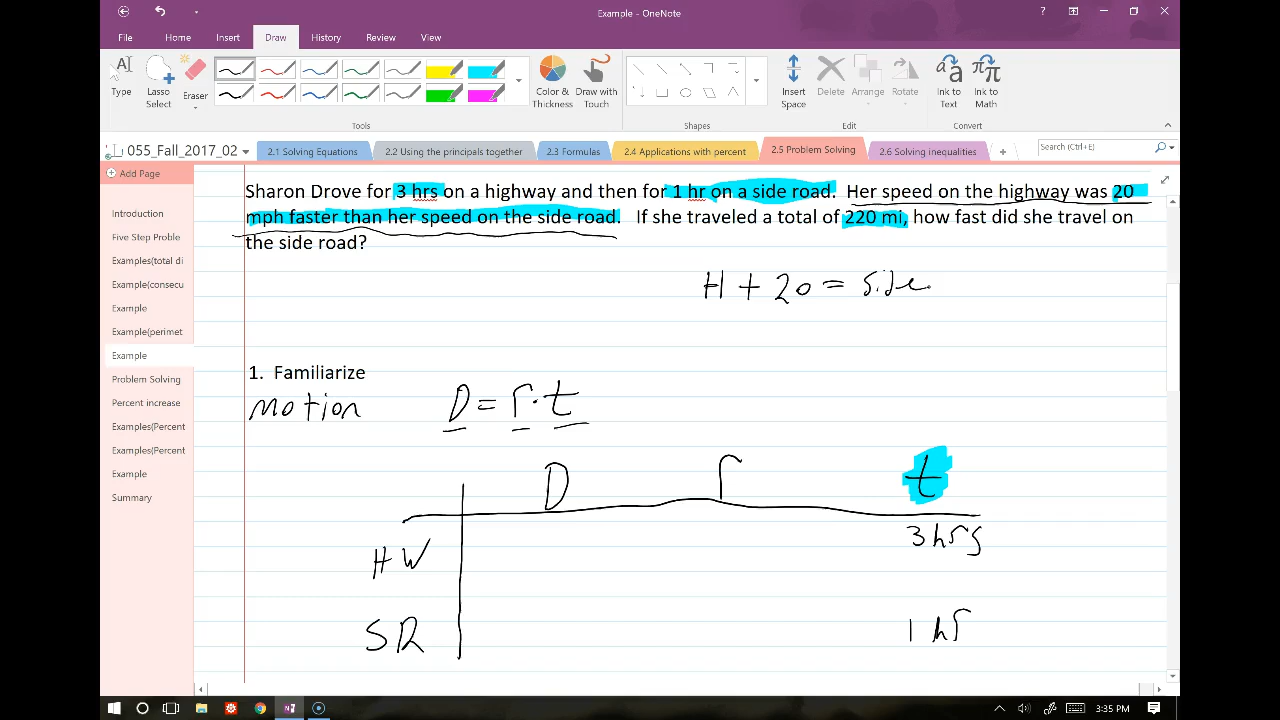 Example - OneNote
?
File Home Insert Draw History Review View
Type
Lasso Select
Eraser
Color & Thickness
Draw with Touch
Insert Space
Delete
Arrange
Rotate
Ink to Text
Ink to Math
Tools Shapes Edit Convert
055_Fall_2017_02 2.1 Solving Equations 2.2 Using the principals together 2.3 Formulas 2.4 Applications with percent 2.5 Problem Solving 2.6 Solving inequalities + Search (Ctrl+E)
Add Page
Introduction
Five Step Proble
Examples(total di
Example(consecu
Example
Example(perimet
Example
Problem Solving
Percent increase
Examples(Percent
Examples(Percent
Example
Summary
Sharon Drove for 3 hrs on a highway and then for 1 hr on a side road. Her speed on the highway was 20
mph faster than her speed on the side road. If she traveled a total of 220 mi, how fast did she travel on
the side road?
H + 20 = side
1. Familiarize
motion D = r · t
D r t
HW 3 hrs
SR 1 hr
3:35 PM